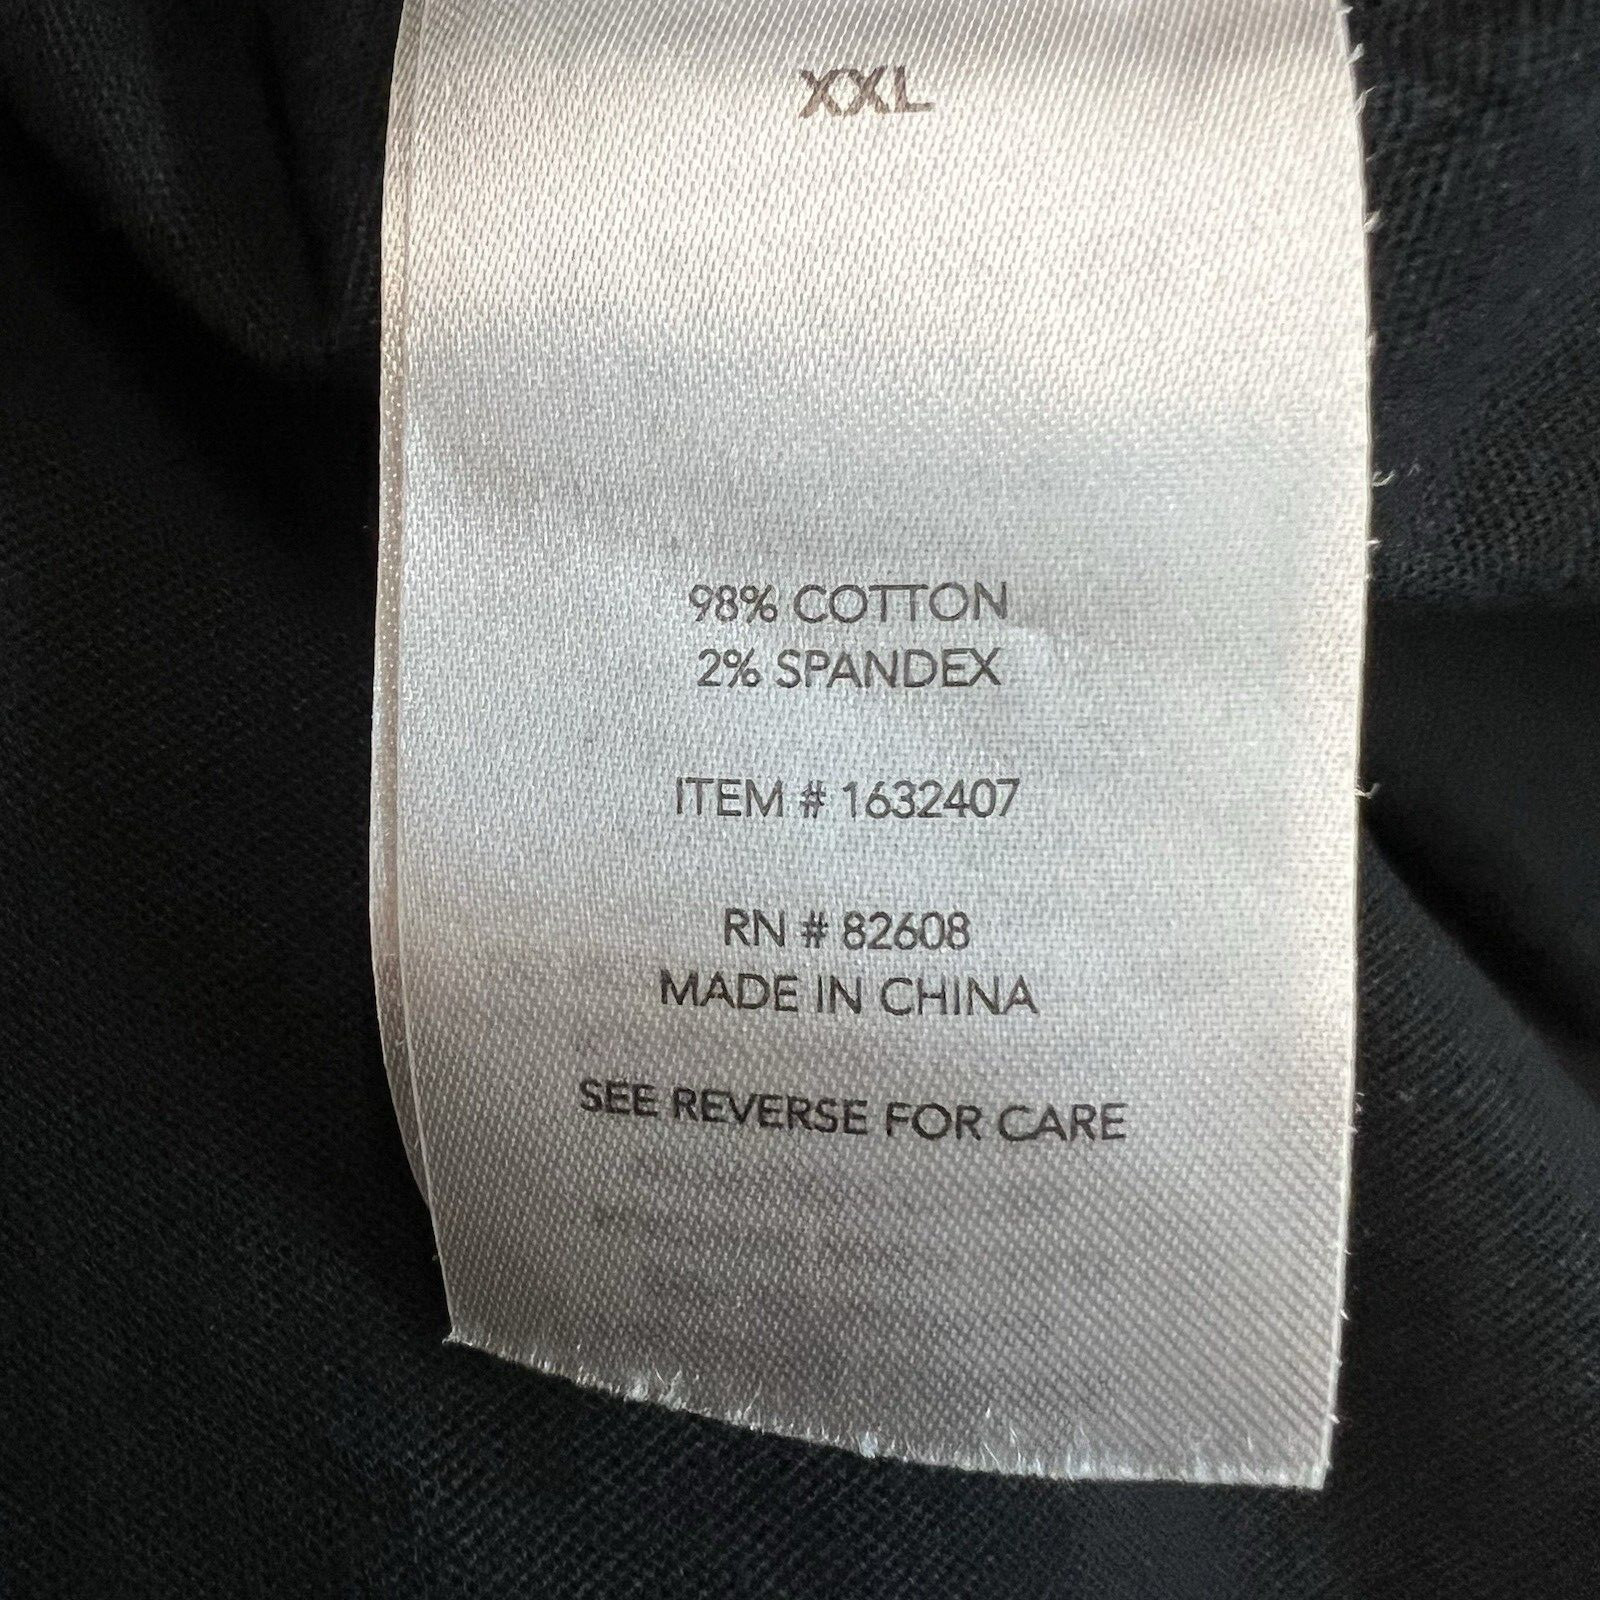 XXL
98% COTTON
2% SPANDEX
ITEM # 1632407
RN # 82608
MADE IN CHINA
SEE REVERSE FOR CARE